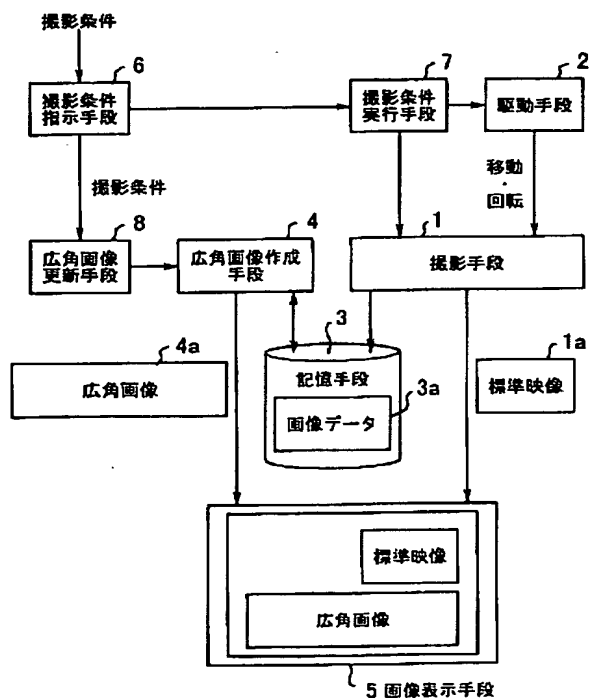 撮影条件
6
撮影条件
指示手段
7
撮影条件
実行手段
2
駆動手段
撮影条件
移動
・
回転
8
広角画像
更新手段
4
広角画像作成
手段
1
撮影手段
3
記憶手段
3a
画像データ
4a
広角画像
1a
標準映像
標準映像
広角画像
5 画像表示手段